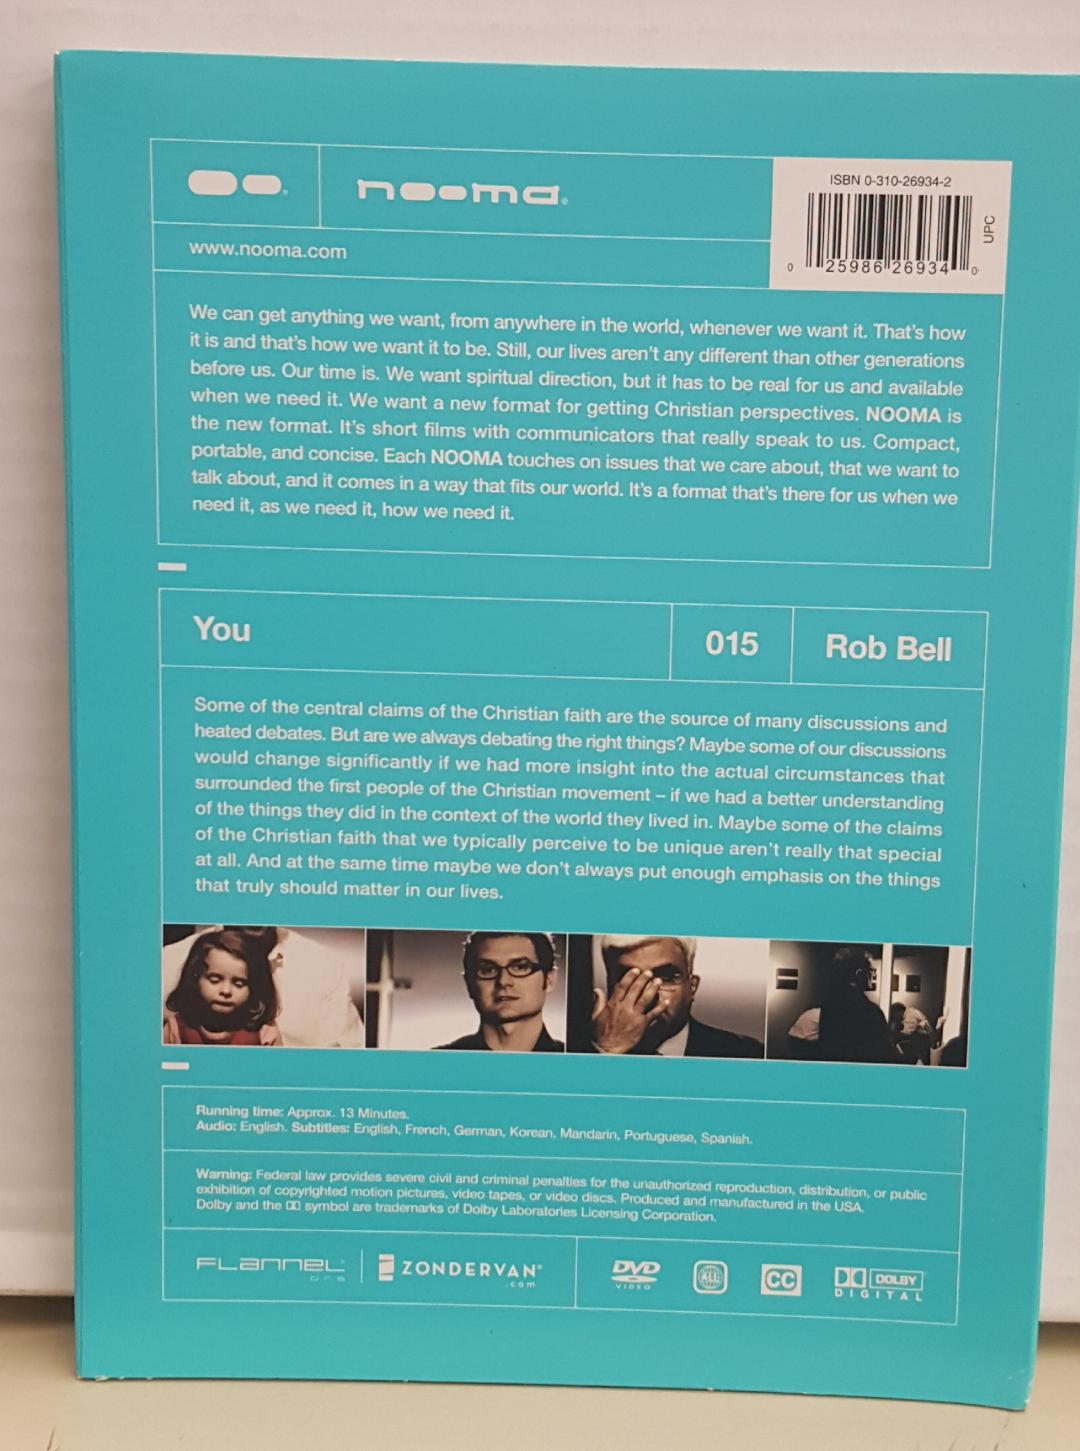 nooma®
ISBN 0-310-26934-2
UPC
0 25986 26934 0
www.nooma.com
We can get anything we want, from anywhere in the world, whenever we want it. That's how
it is and that's how we want it to be. Still, our lives aren't any different than other generations
before us. Our time is. We want spiritual direction, but it has to be real for us and available
when we need it. We want a new format for getting Christian perspectives. NOOMA is
the new format. It's short films with communicators that really speak to us. Compact,
portable, and concise. Each NOOMA touches on issues that we care about, that we want to
talk about, and it comes in a way that fits our world. It's a format that's there for us when we
need it, as we need it, how we need it.
You
015
Rob Bell
Some of the central claims of the Christian faith are the source of many discussions and
heated debates. But are we always debating the right things? Maybe some of our discussions
would change significantly if we had more insight into the actual circumstances that
surrounded the first people of the Christian movement – if we had a better understanding
of the things they did in the context of the world they lived in. Maybe some of the claims
of the Christian faith that we typically perceive to be unique aren't really that special
at all. And at the same time maybe we don't always put enough emphasis on the things
that truly should matter in our lives.
Running time: Approx. 13 Minutes.
Audio: English. Subtitles: English, French, German, Korean, Mandarin, Portuguese, Spanish.
Warning: Federal law provides severe civil and criminal penalties for the unauthorized reproduction, distribution, or public
exhibition of copyrighted motion pictures, video tapes, or video discs. Produced and manufactured in the USA.
Dolby and the DD symbol are trademarks of Dolby Laboratories Licensing Corporation.
FLANNEL
.org
ZONDERVAN®
.com
DVD
VIDEO
ALL
CC
DOLBY
DIGITAL